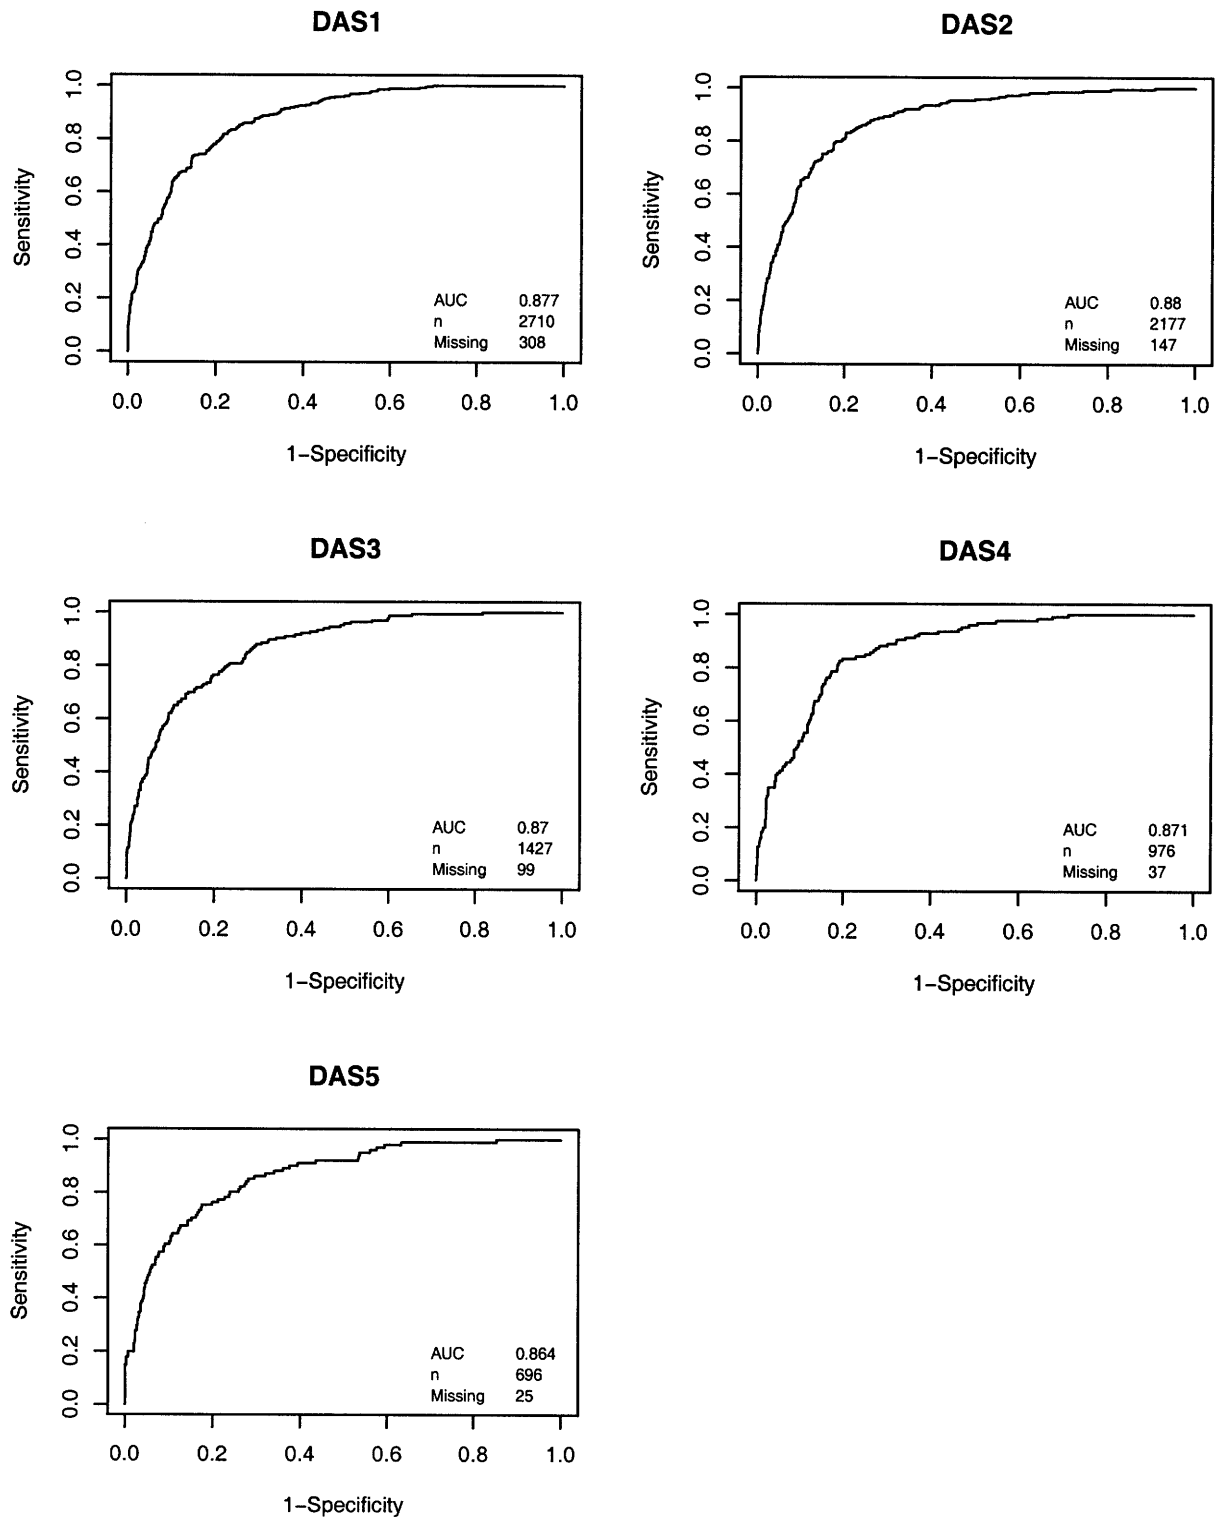 DAS1
Sensitivity
1.0
0.8
0.6
0.4
0.2
0.0
AUC 0.877
n 2710
Missing 308
0.0 0.2 0.4 0.6 0.8 1.0
1−Specificity
DAS2
Sensitivity
1.0
0.8
0.6
0.4
0.2
0.0
AUC 0.88
n 2177
Missing 147
0.0 0.2 0.4 0.6 0.8 1.0
1−Specificity
DAS3
Sensitivity
1.0
0.8
0.6
0.4
0.2
0.0
AUC 0.87
n 1427
Missing 99
0.0 0.2 0.4 0.6 0.8 1.0
1−Specificity
DAS4
Sensitivity
1.0
0.8
0.6
0.4
0.2
0.0
AUC 0.871
n 976
Missing 37
0.0 0.2 0.4 0.6 0.8 1.0
1−Specificity
DAS5
Sensitivity
1.0
0.8
0.6
0.4
0.2
0.0
AUC 0.864
n 696
Missing 25
0.0 0.2 0.4 0.6 0.8 1.0
1−Specificity